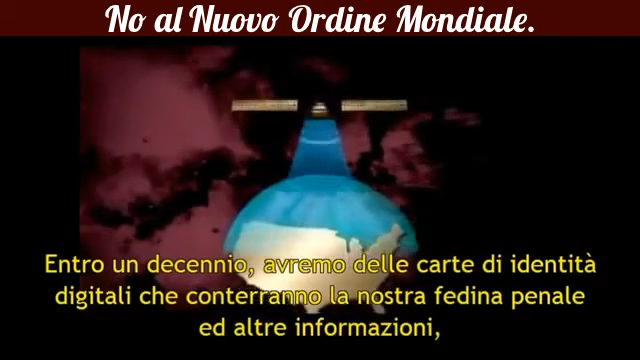 No al Nuovo Ordine Mondiale.
Entro un decennio, avremo delle carte di identità
digitali che conterranno la nostra fedina penale
ed altre informazioni,